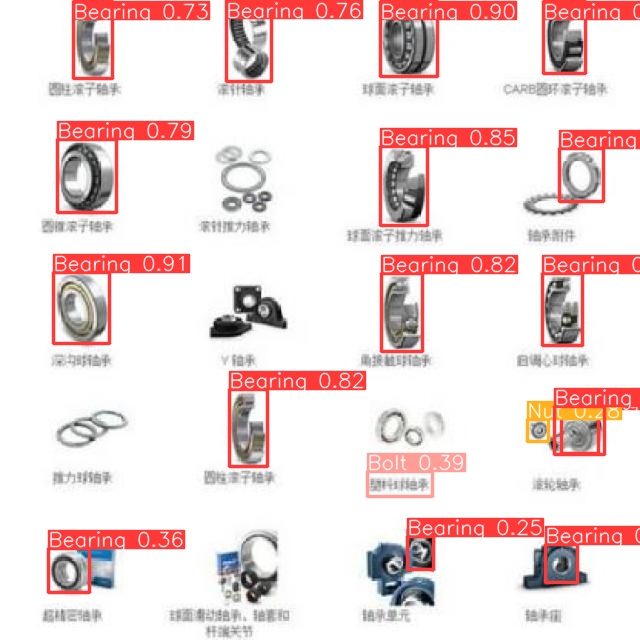 Bearing 0.73
Bearing 0.76
Bearing 0.90
Bearing 0
圆柱滚子轴承
滚针轴承
球面滚子轴承
CARB圆环滚子轴承
Bearing 0.79
Bearing 0.85
Bearing
圆锥滚子轴承
滚针推力轴承
球面滚子推力轴承
轴承附件
Bearing 0.91
Bearing 0.82
Bearing 0
深沟球轴承
Y 轴承
角接触球轴承
自调心球轴承
Bearing 0.82
Nut 0.28
Bearing
Bolt 0.39
推力球轴承
圆柱滚子轴承
塑料球轴承
滚轮轴承
Bearing 0.36
Bearing 0.25
Bearing 0
超精密轴承
球面滑动轴承、轴套和
杆端关节
轴承单元
轴承座